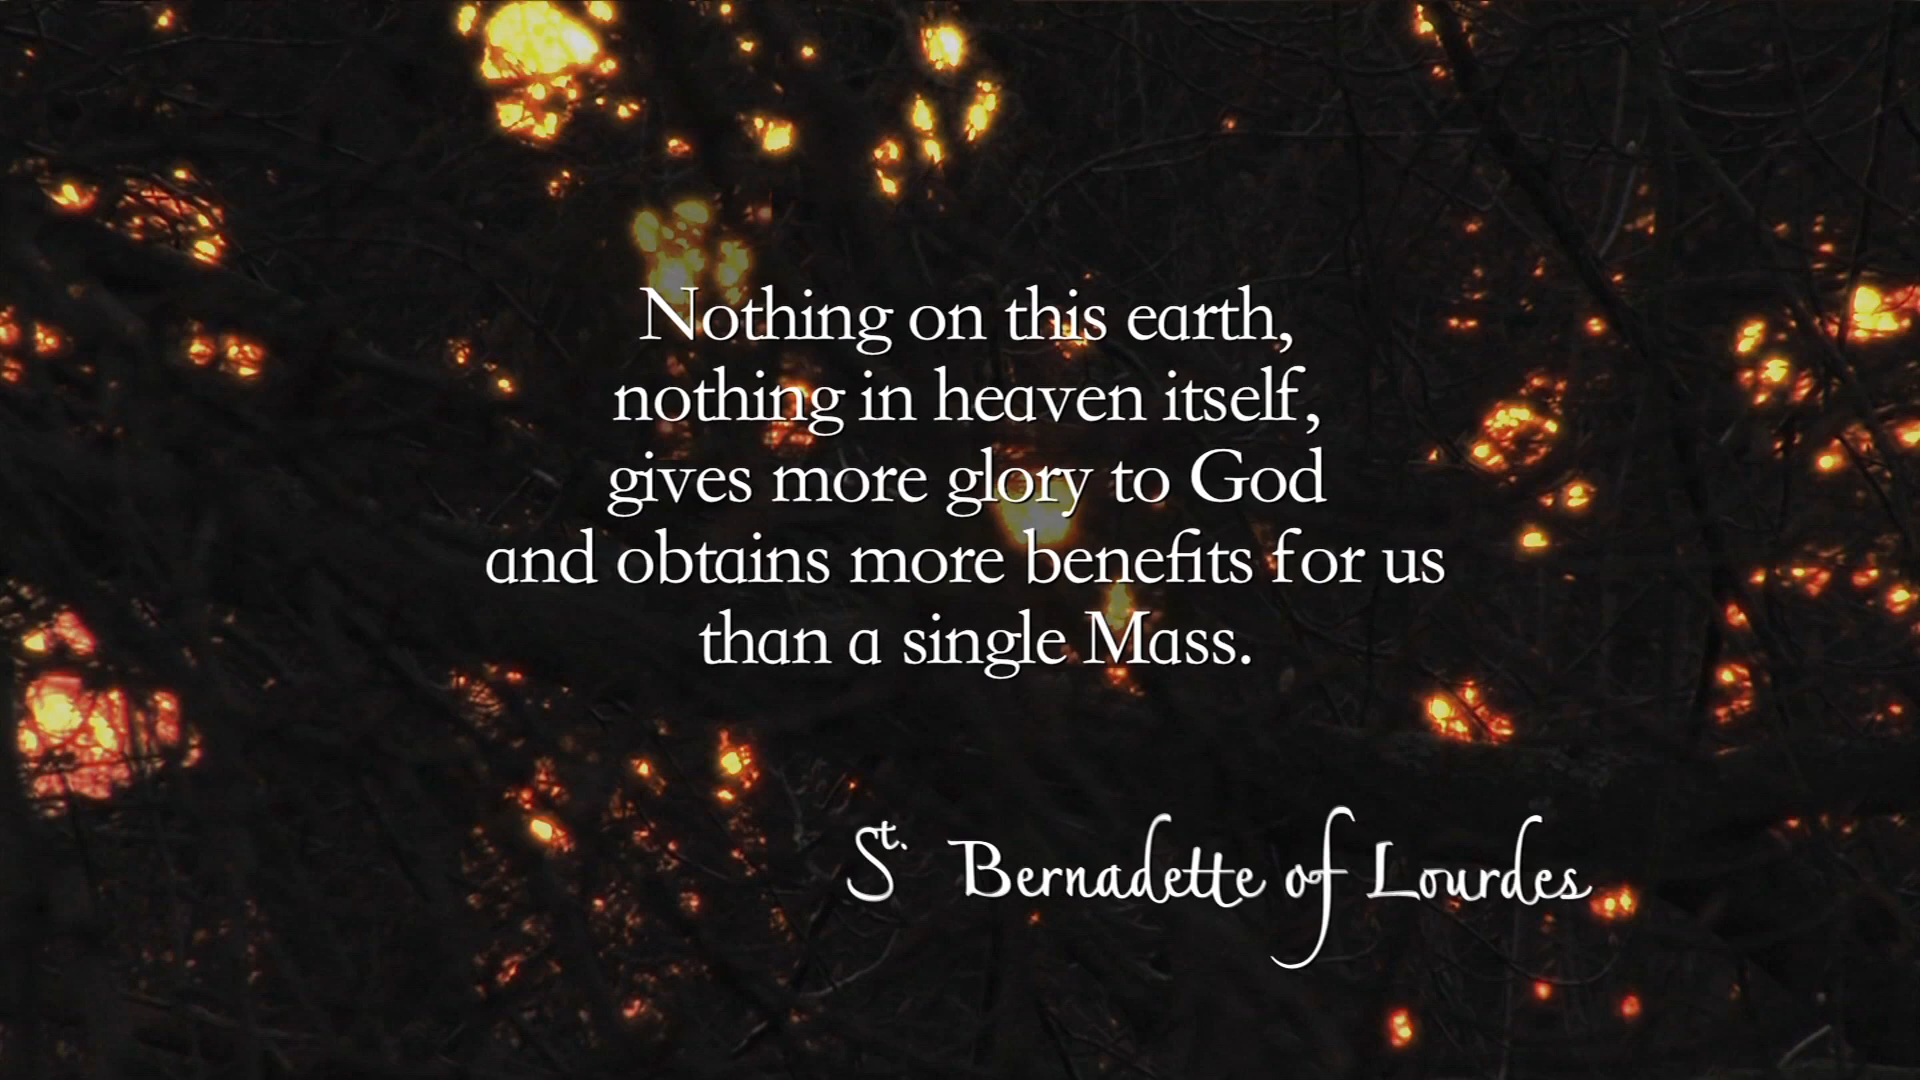 Nothing on this earth,
nothing in heaven itself,
gives more glory to God
and obtains more benefits for us
than a single Mass.
St. Bernadette of Lourdes